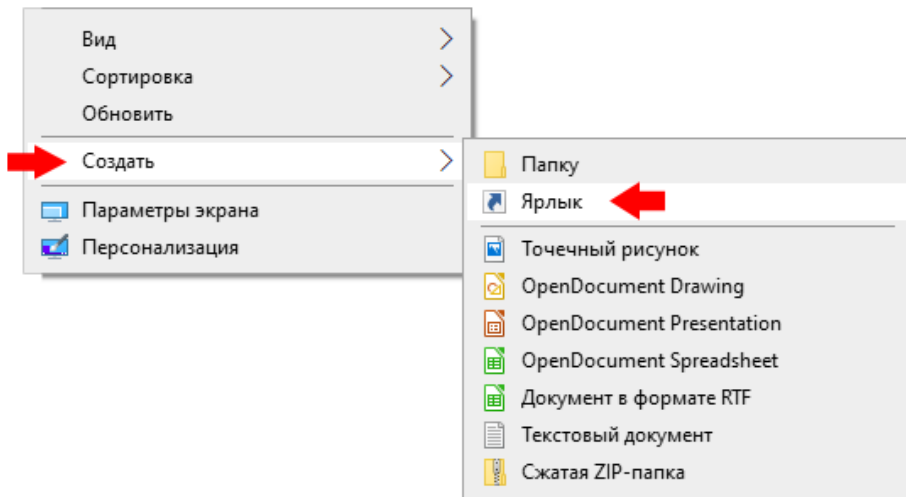 Вид
Сортировка
Обновить
Создать
Параметры экрана
Персонализация
Папку
Ярлык
Точечный рисунок
OpenDocument Drawing
OpenDocument Presentation
OpenDocument Spreadsheet
Документ в формате RTF
Текстовый документ
Сжатая ZIP-папка